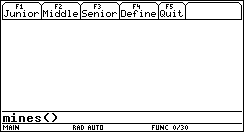 F1 F2 F3 F4 F5
Junior Middle Senior Define Quit
mines()
MAIN RAD AUTO FUNC 0/30